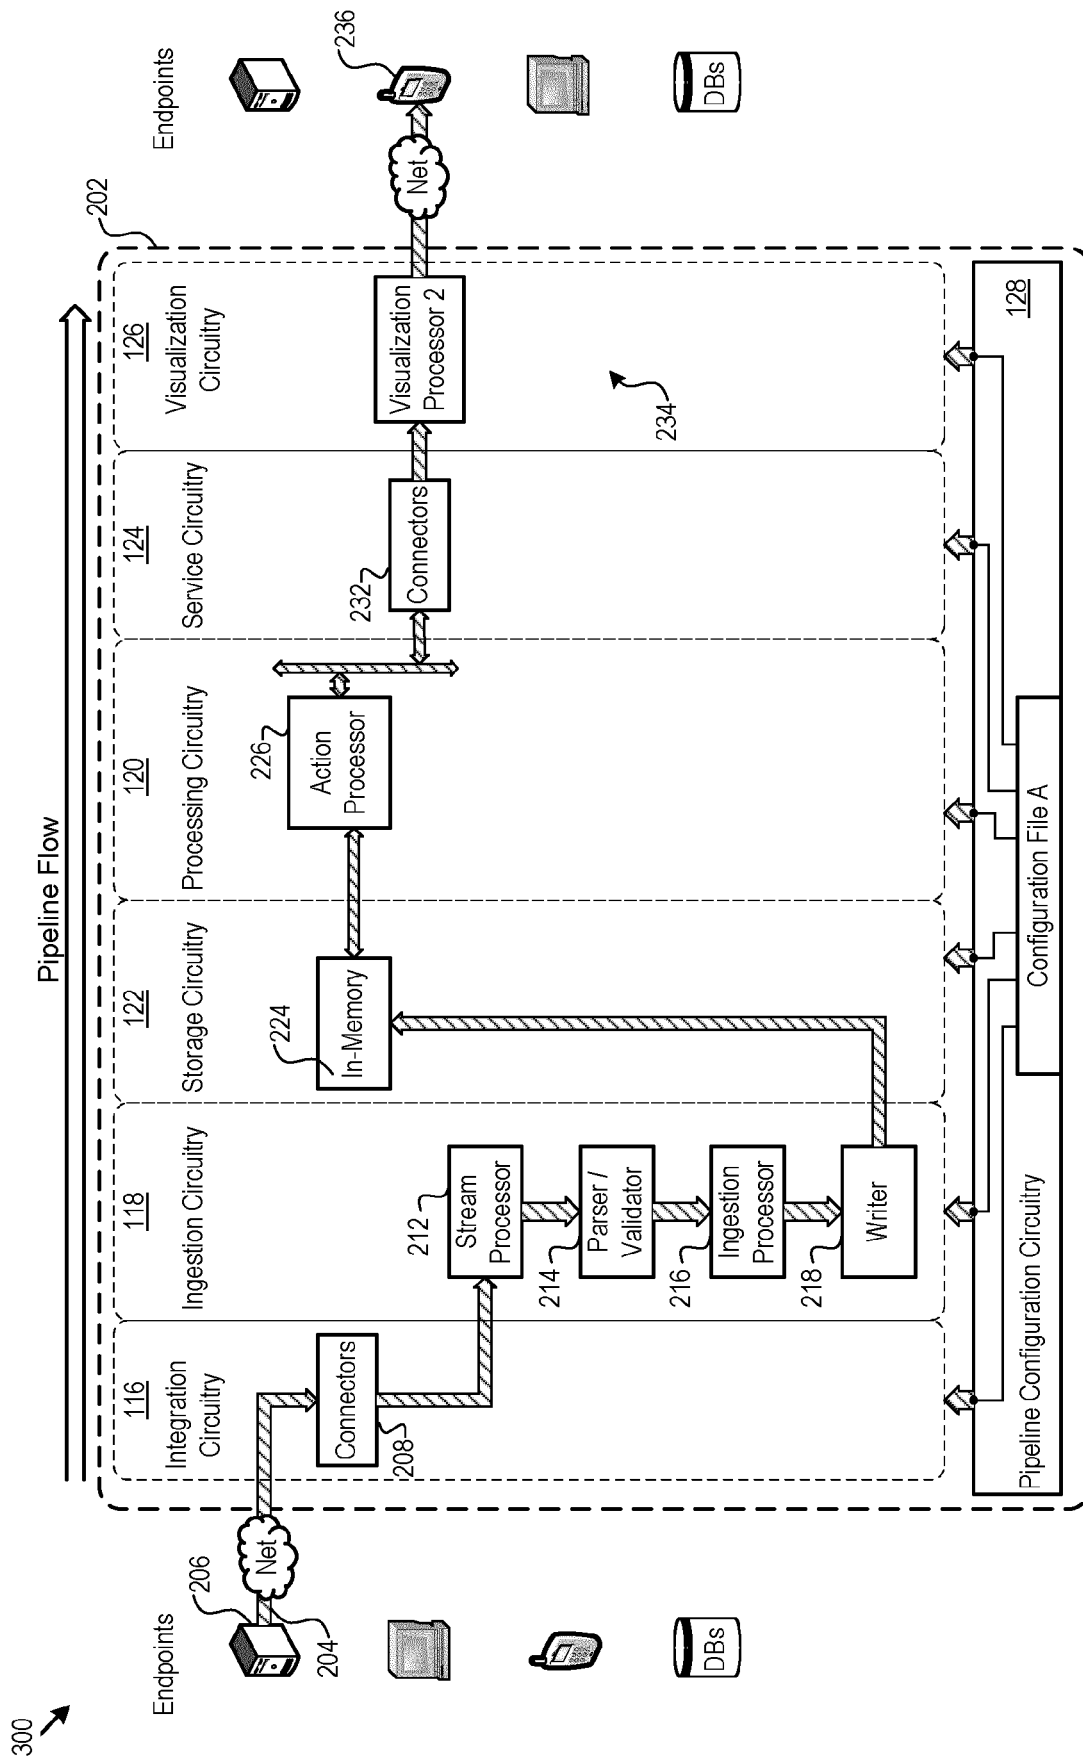 300
Pipeline Flow
Endpoints
206
204
Net
DBs
202
116
Integration
Circuitry
Connectors
208
118
Ingestion Circuitry
212
Stream
Processor
214
Parser /
Validator
216
Ingestion
Processor
218
Writer
122
Storage Circuitry
224
In-Memory
120
Processing Circuitry
226
Action
Processor
124
Service Circuitry
232
Connectors
126
Visualization
Circuitry
Visualization
Processor 2
234
Endpoints
Net
236
DBs
Pipeline Configuration Circuitry
Configuration File A
128